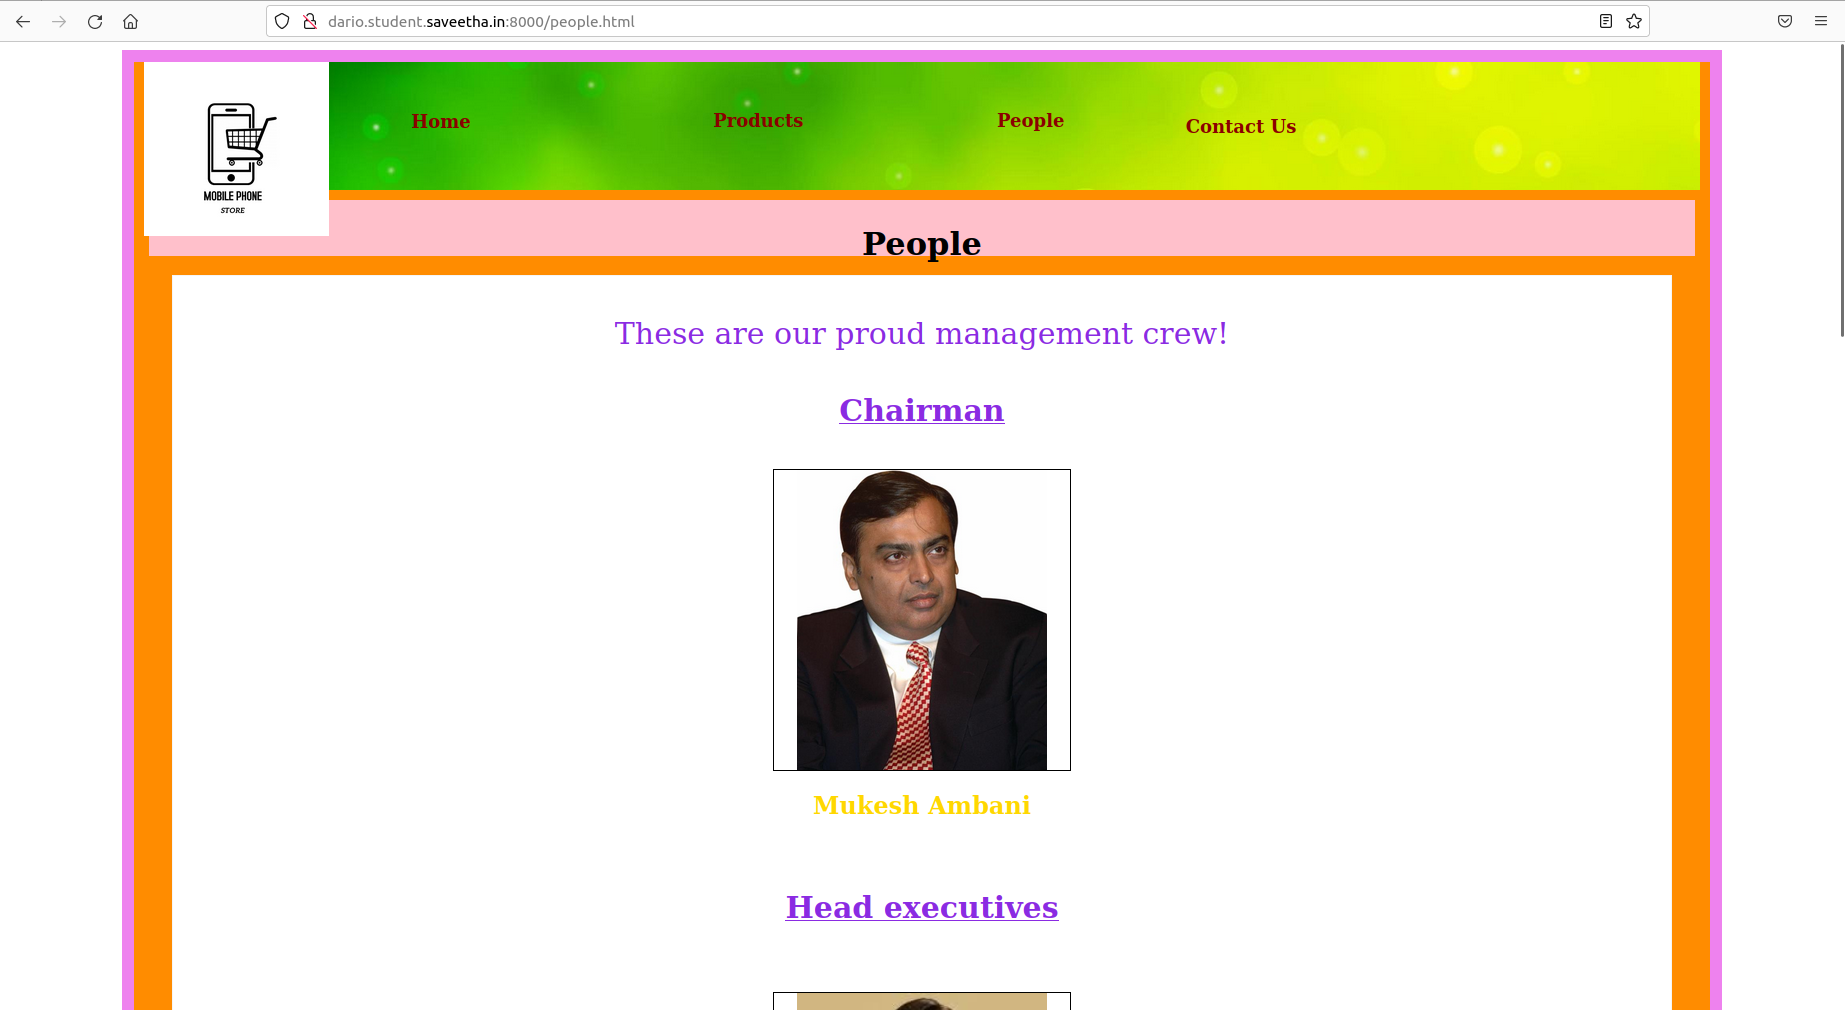 dario.student.saveetha.in:8000/people.html
MOBILE PHONE
STORE
Home
Products
People
Contact Us
People
These are our proud management crew!
Chairman
Mukesh Ambani
Head executives